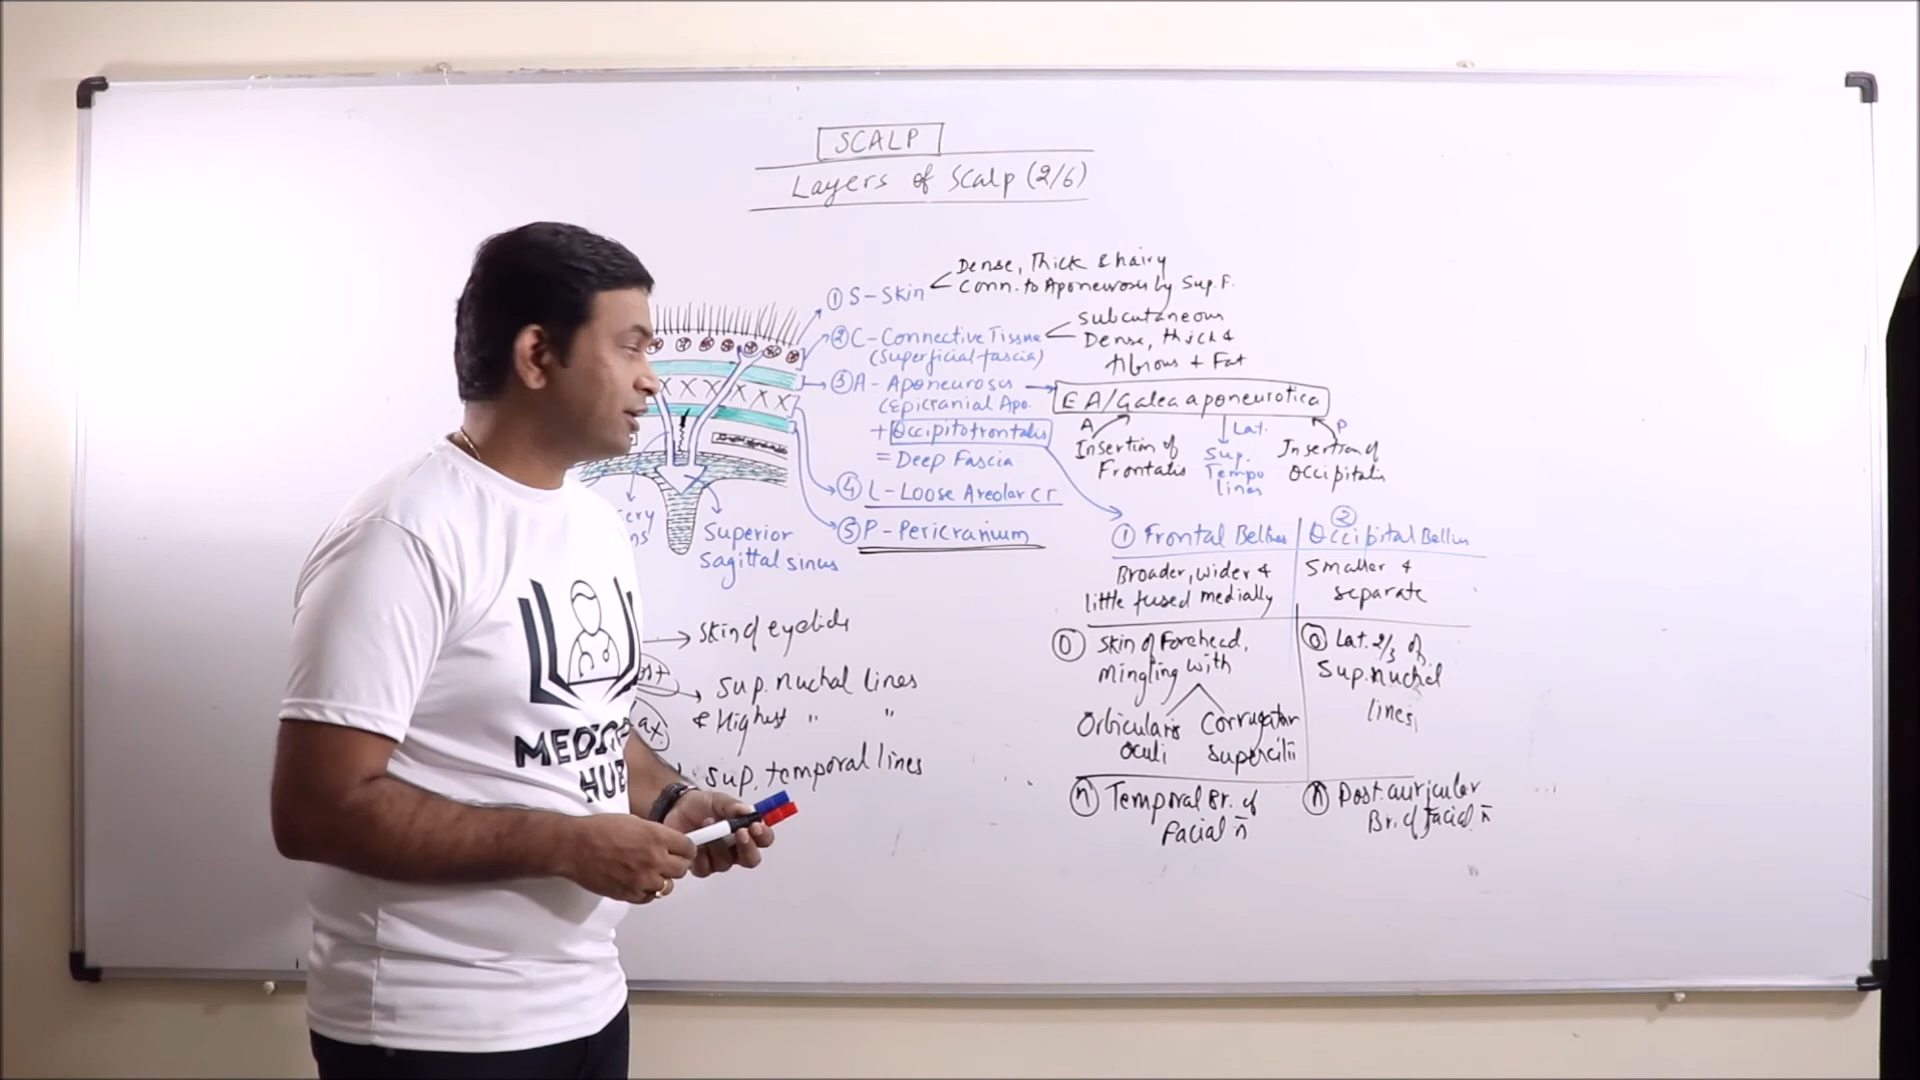 SCALP
Layers of Scalp (2/6)
① S - Skin
Dense, Thick & hairy
Conn. to Aponeurosis by Sup. F.
② C - Connective Tissue
(Superficial fascia)
Subcutaneous
Dense, thick &
fibrous + Fat
③ A - Aponeurosis
(Epicranial Apo.
+ Occipitofrontalis
= Deep Fascia
EA/Galea aponeurotica
A
Insertion of
Frontalis
Lat.
Sup.
Tempo
lines
P
Insertion of
Occipitalis
④ L - Loose Areolar CT
⑤ P - Pericranium
Superior
Sagittal sinus
① Frontal Bellies
Broader, wider &
little fused medially
O Skin of Forehead,
mingling with
Orbicularis
oculi
Corrugator
supercilii
n Temporal Br. of
Facial n̄
② Occipital Bellies
Smaller &
separate
O Lat. 2/3 of
Sup. nuchal
lines
n Post. auricular
Br. of facial n̄
Skin of eyelids
Sup. nuchal lines
& Highest " "
Sup. temporal lines
MEDIC
HUB